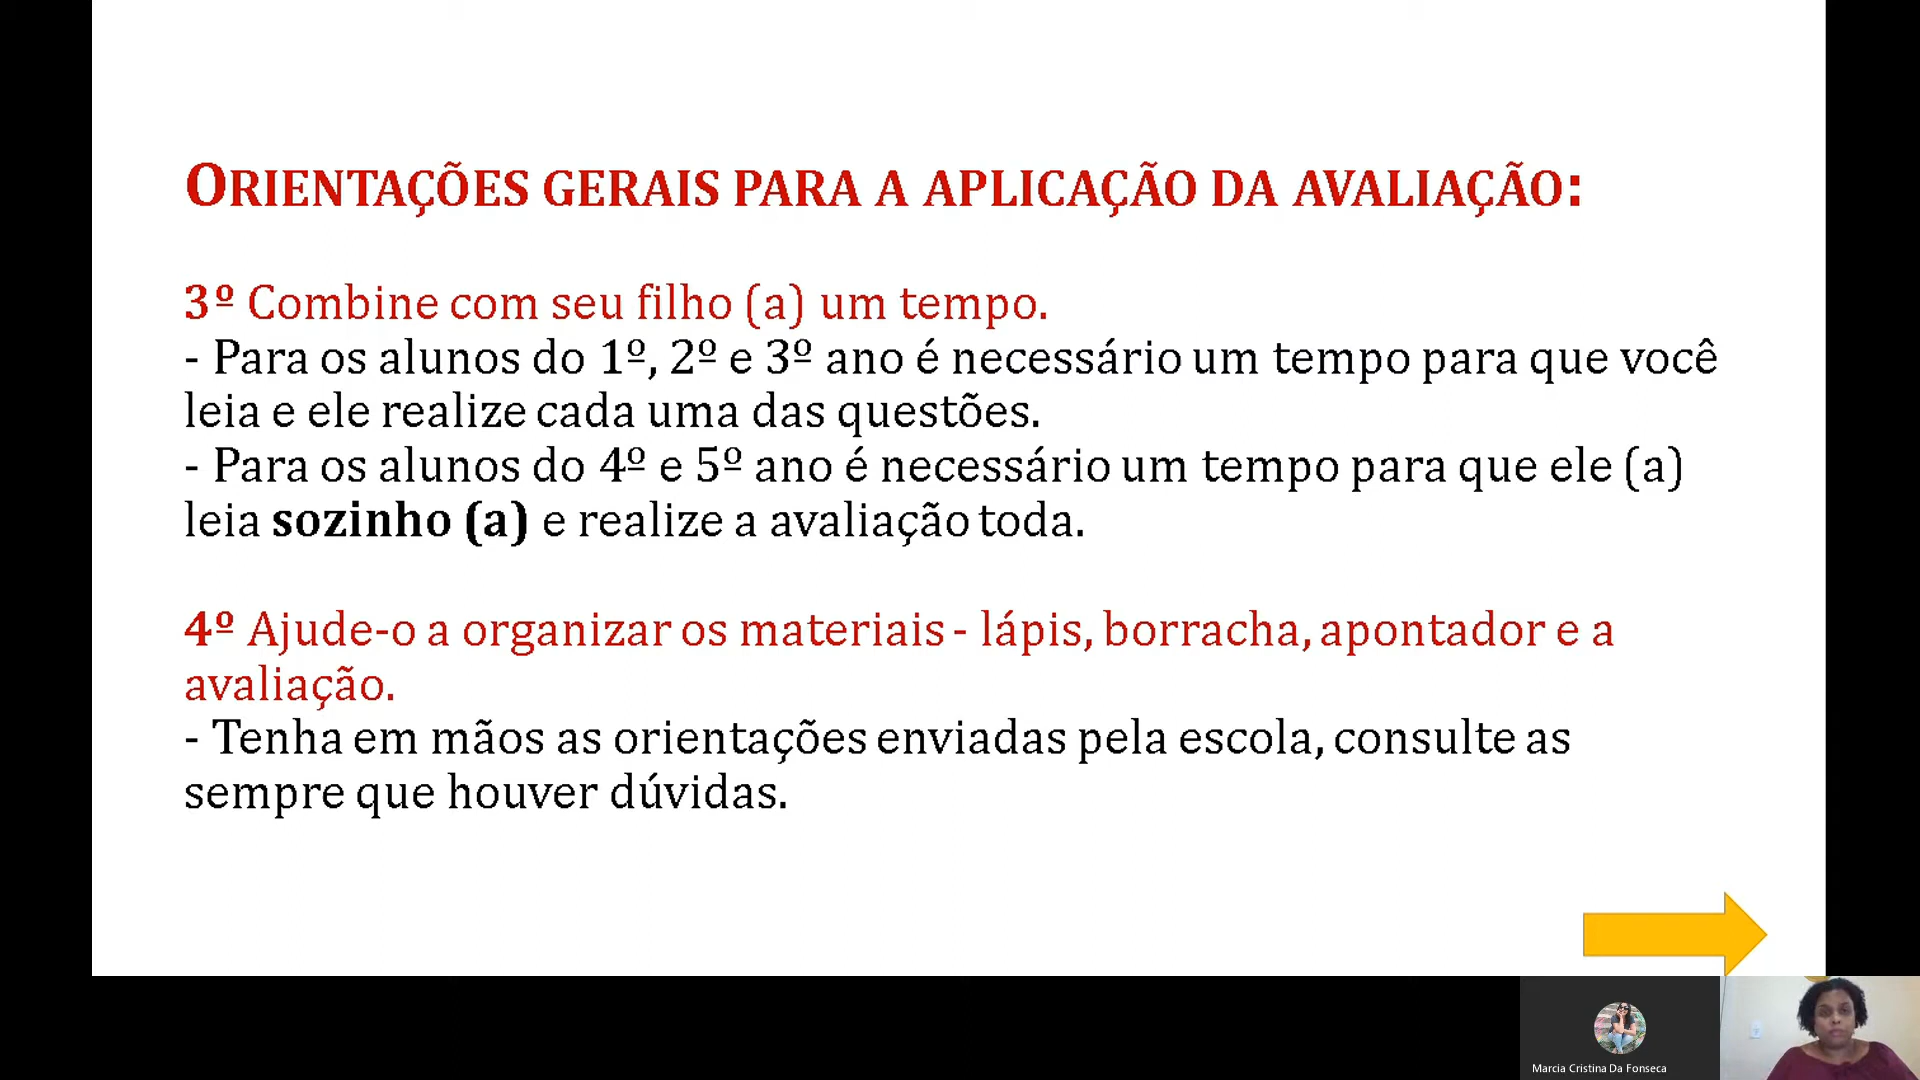 ORIENTAÇÕES GERAIS PARA A APLICAÇÃO DA AVALIAÇÃO:
3º Combine com seu filho (a) um tempo.
- Para os alunos do 1º, 2º e 3º ano é necessário um tempo para que você
leia e ele realize cada uma das questões.
- Para os alunos do 4º e 5º ano é necessário um tempo para que ele (a)
leia sozinho (a) e realize a avaliação toda.
4º Ajude-o a organizar os materiais - lápis, borracha, apontador e a
avaliação.
- Tenha em mãos as orientações enviadas pela escola, consulte as
sempre que houver dúvidas.
Marcia Cristina Da Fonseca